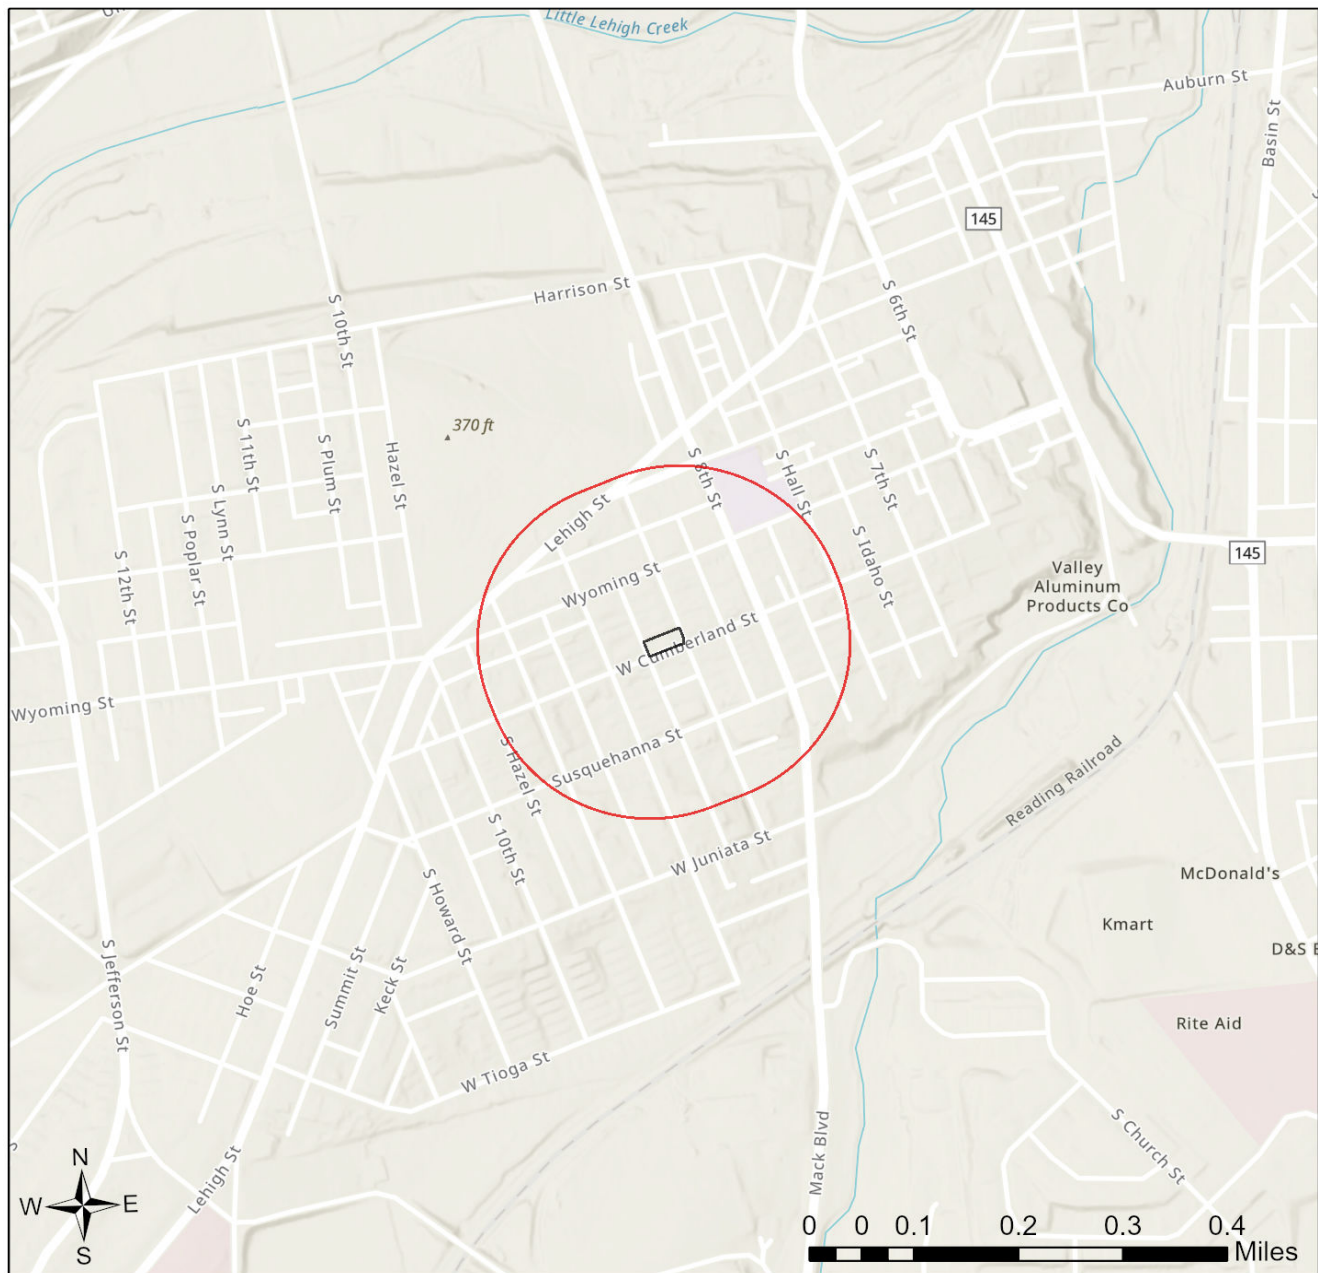 Little Lehigh Creek
Auburn St
Basin St
145
Harrison St
S 10th St
S 6th St
370 ft
S 11th St
S Plum St
Hazel St
S 8th St
S Hall St
S 7th St
S Lynn St
S Poplar St
S 12th St
Lehigh St
S Idaho St
145
Valley
Aluminum
Products Co
Wyoming St
W Cumberland St
Wyoming St
Susquehanna St
S Hazel St
Reading Railroad
S 10th St
W Juniata St
S Howard St
McDonald's
Kmart
D&S B
S Jefferson St
Hoe St
Summit St
Keck St
Rite Aid
W Tioga St
Mack Blvd
S Church St
Lehigh St
N
W E
S
0 0 0.1 0.2 0.3 0.4
Miles